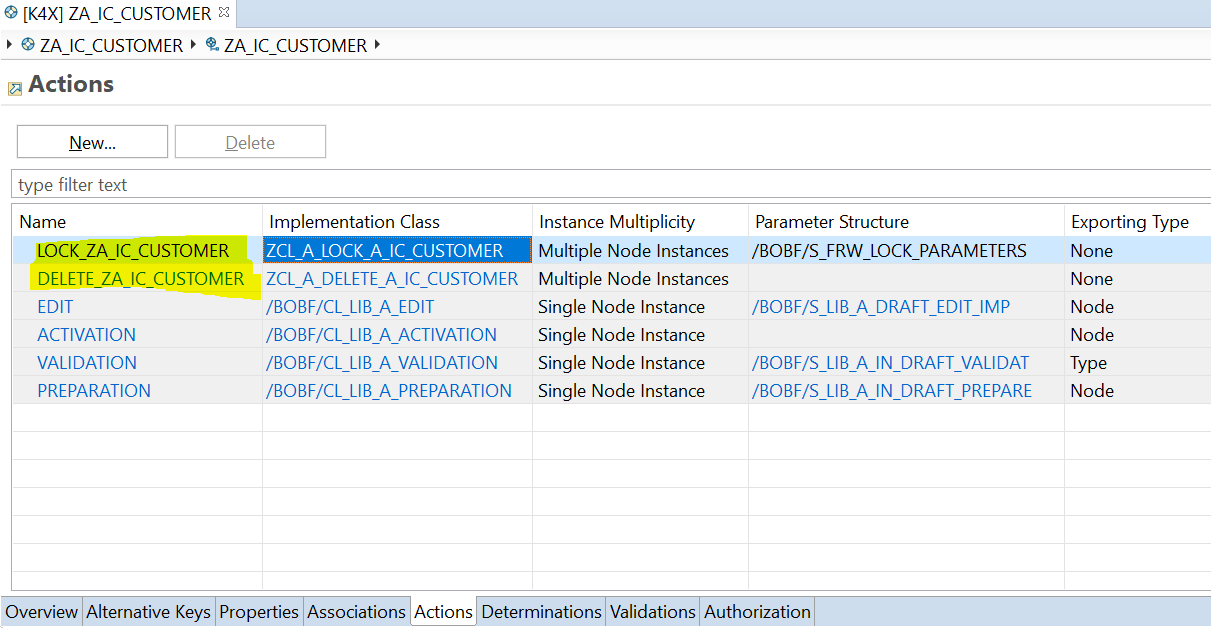 [K4X] ZA_IC_CUSTOMER
ZA_IC_CUSTOMER ZA_IC_CUSTOMER
Actions
New... Delete
type filter text
Name Implementation Class Instance Multiplicity Parameter Structure Exporting Type
LOCK_ZA_IC_CUSTOMER ZCL_A_LOCK_A_IC_CUSTOMER Multiple Node Instances /BOBF/S_FRW_LOCK_PARAMETERS None
DELETE_ZA_IC_CUSTOMER ZCL_A_DELETE_A_IC_CUSTOMER Multiple Node Instances None
EDIT /BOBF/CL_LIB_A_EDIT Single Node Instance /BOBF/S_LIB_A_DRAFT_EDIT_IMP Node
ACTIVATION /BOBF/CL_LIB_A_ACTIVATION Single Node Instance Node
VALIDATION /BOBF/CL_LIB_A_VALIDATION Single Node Instance /BOBF/S_LIB_A_IN_DRAFT_VALIDAT Type
PREPARATION /BOBF/CL_LIB_A_PREPARATION Single Node Instance /BOBF/S_LIB_A_IN_DRAFT_PREPARE Node
Overview Alternative Keys Properties Associations Actions Determinations Validations Authorization